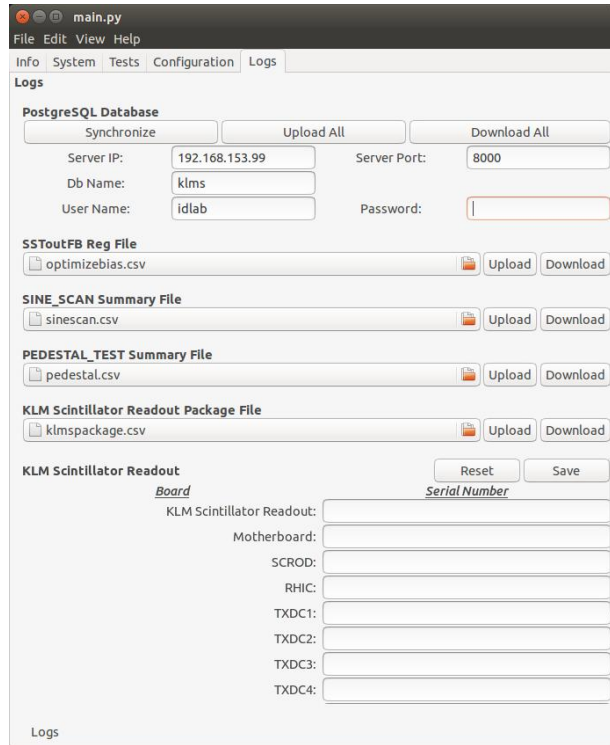 main.py
File Edit View Help
Info System Tests Configuration Logs
Logs
PostgreSQL Database
Synchronize Upload All Download All
Server IP: 192.168.153.99 Server Port: 8000
Db Name: klms
User Name: idlab Password:
SSToutFB Reg File
optimizebias.csv Upload Download
SINE_SCAN Summary File
sinescan.csv Upload Download
PEDESTAL_TEST Summary File
pedestal.csv Upload Download
KLM Scintillator Readout Package File
klmspackage.csv Upload Download
KLM Scintillator Readout Reset Save
Board Serial Number
KLM Scintillator Readout:
Motherboard:
SCROD:
RHIC:
TXDC1:
TXDC2:
TXDC3:
TXDC4:
Logs